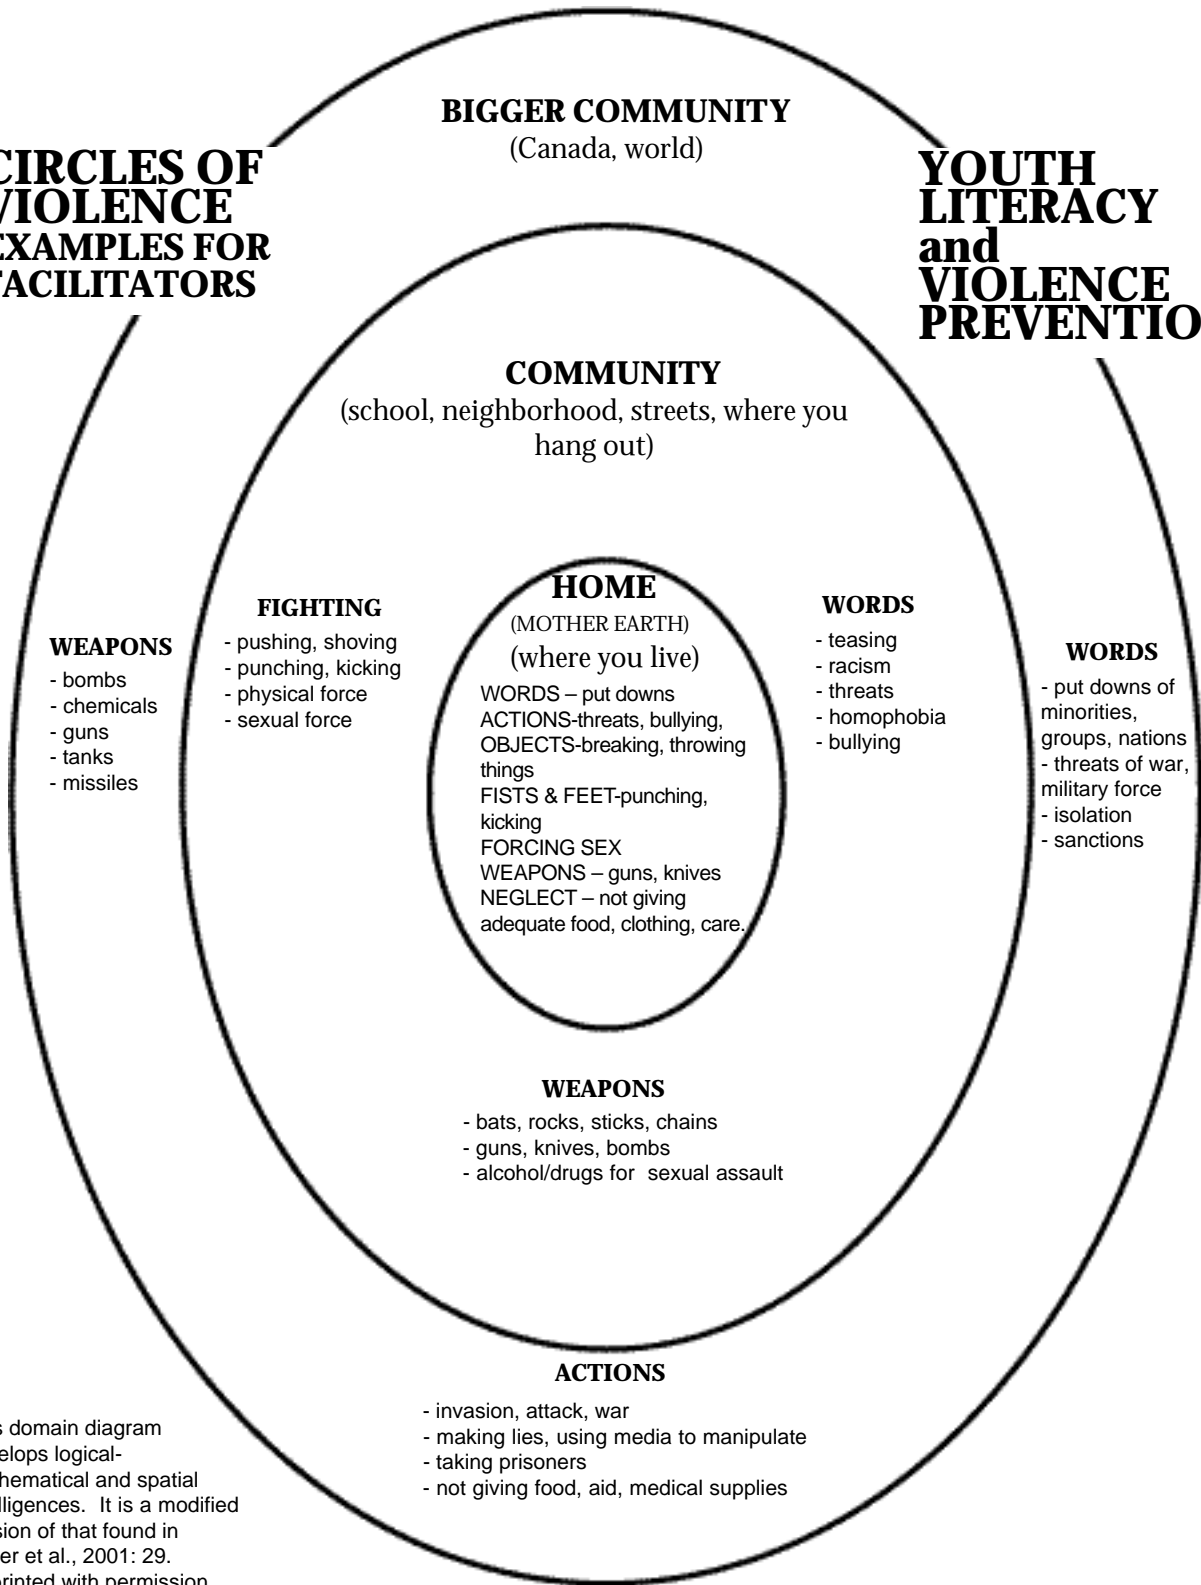 BIGGER COMMUNITY
(Canada, world)
CIRCLES OF
VIOLENCE
EXAMPLES FOR
FACILITATORS
YOUTH
LITERACY
and
VIOLENCE
PREVENTIO
COMMUNITY
(school, neighborhood, streets, where you
hang out)
WEAPONS
- bombs
- chemicals
- guns
- tanks
- missiles
FIGHTING
- pushing, shoving
- punching, kicking
- physical force
- sexual force
HOME
(MOTHER EARTH)
(where you live)
WORDS – put downs
ACTIONS-threats, bullying,
OBJECTS-breaking, throwing
things
FISTS & FEET-punching,
kicking
FORCING SEX
WEAPONS – guns, knives
NEGLECT – not giving
adequate food, clothing, care.
WORDS
- teasing
- racism
- threats
- homophobia
- bullying
WORDS
- put downs of
minorities,
groups, nations
- threats of war,
military force
- isolation
- sanctions
WEAPONS
- bats, rocks, sticks, chains
- guns, knives, bombs
- alcohol/drugs for sexual assault
ACTIONS
- invasion, attack, war
- making lies, using media to manipulate
- taking prisoners
- not giving food, aid, medical supplies
s domain diagram
elops logical-
hematical and spatial
lligences. It is a modified
sion of that found in
er et al., 2001: 29.
printed with permission